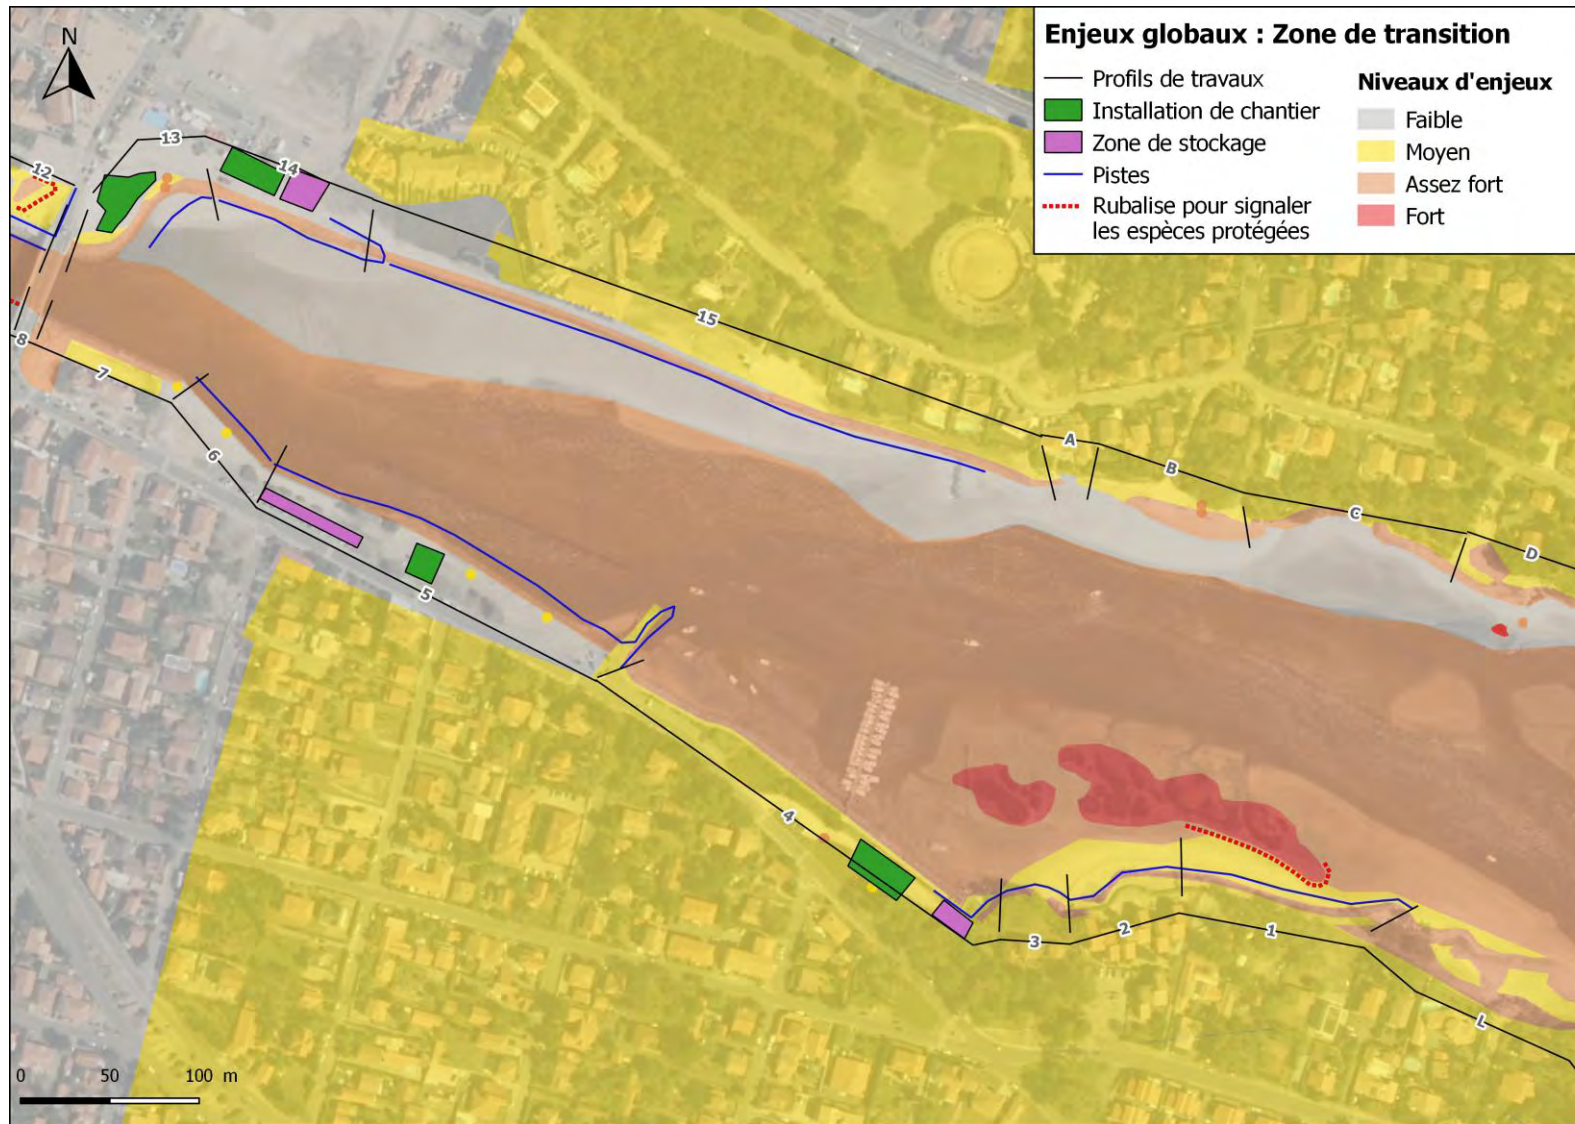 Enjeux globaux : Zone de transition
Profils de travaux
Installation de chantier
Zone de stockage
Pistes
Rubalise pour signaler
les espèces protégées
Niveaux d'enjeux
Faible
Moyen
Assez fort
Fort
N
13
12
14
15
8
7
6
5
A
B
C
D
4
3
2
1
L
0 50 100 m